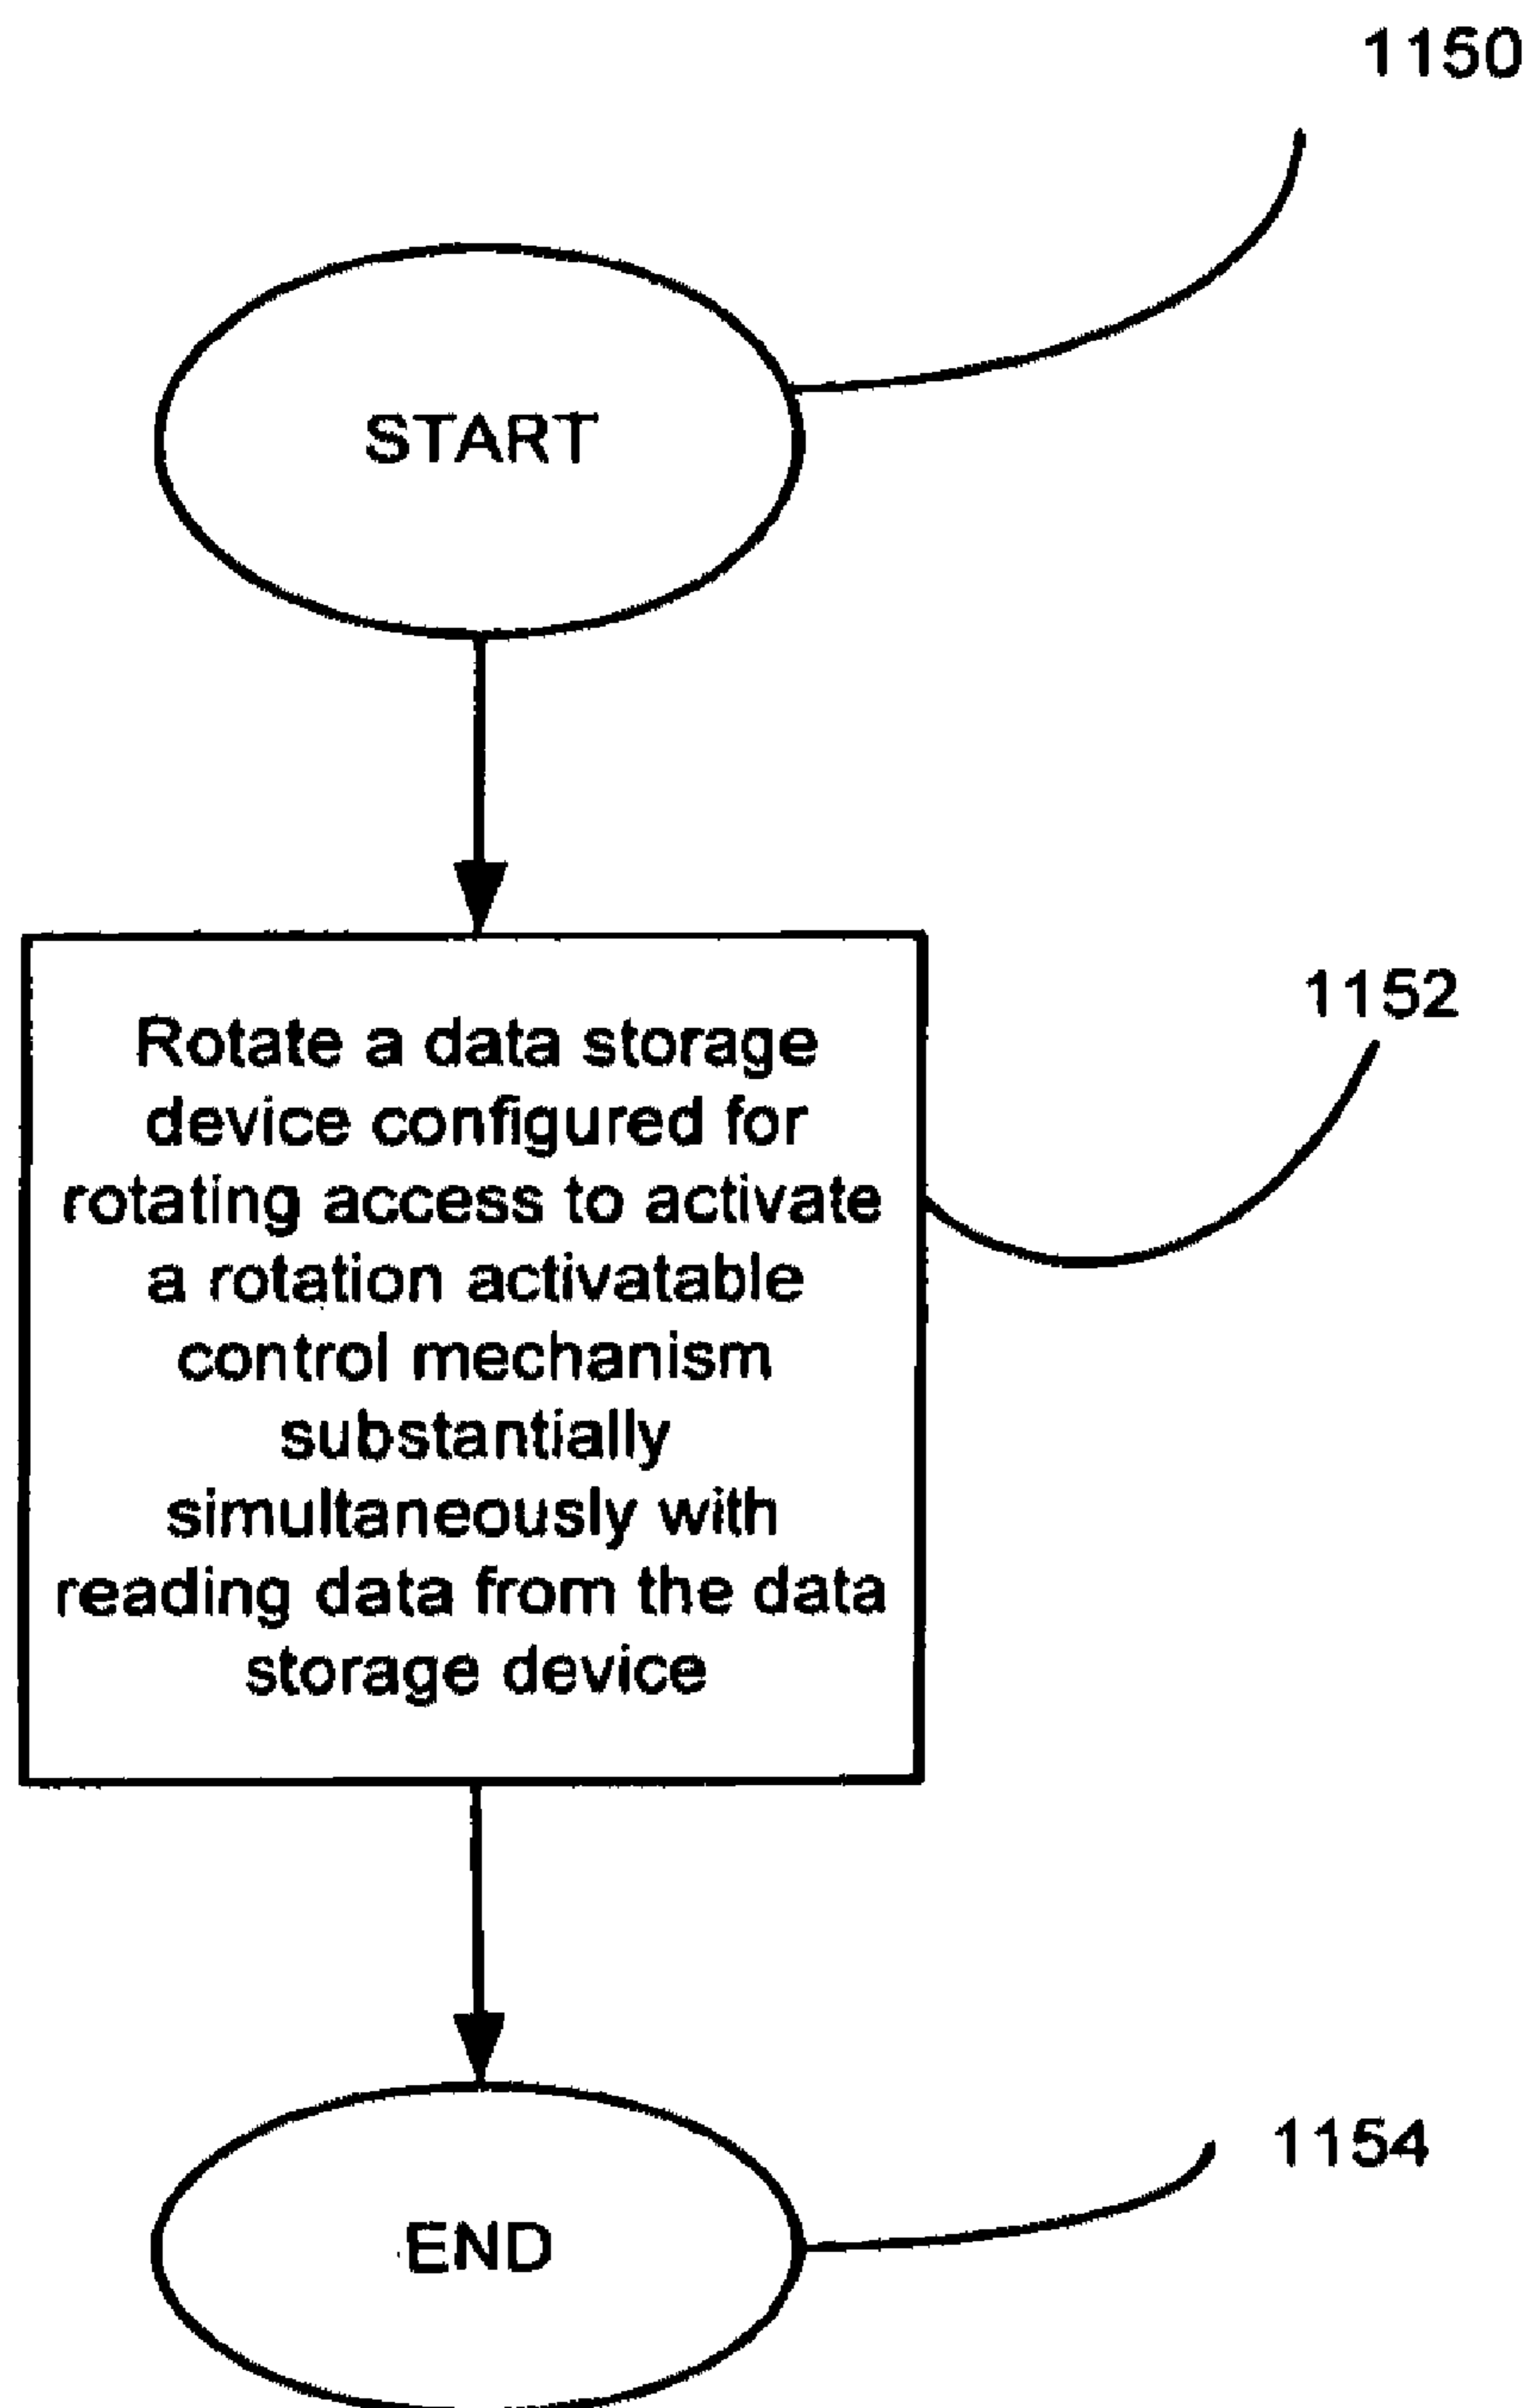 1150
START
Rotate a data storage
device configured for
rotating access to activate
a rotation activatable
control mechanism
substantially
simultaneously with
reading data from the data
storage device
1152
1154
END